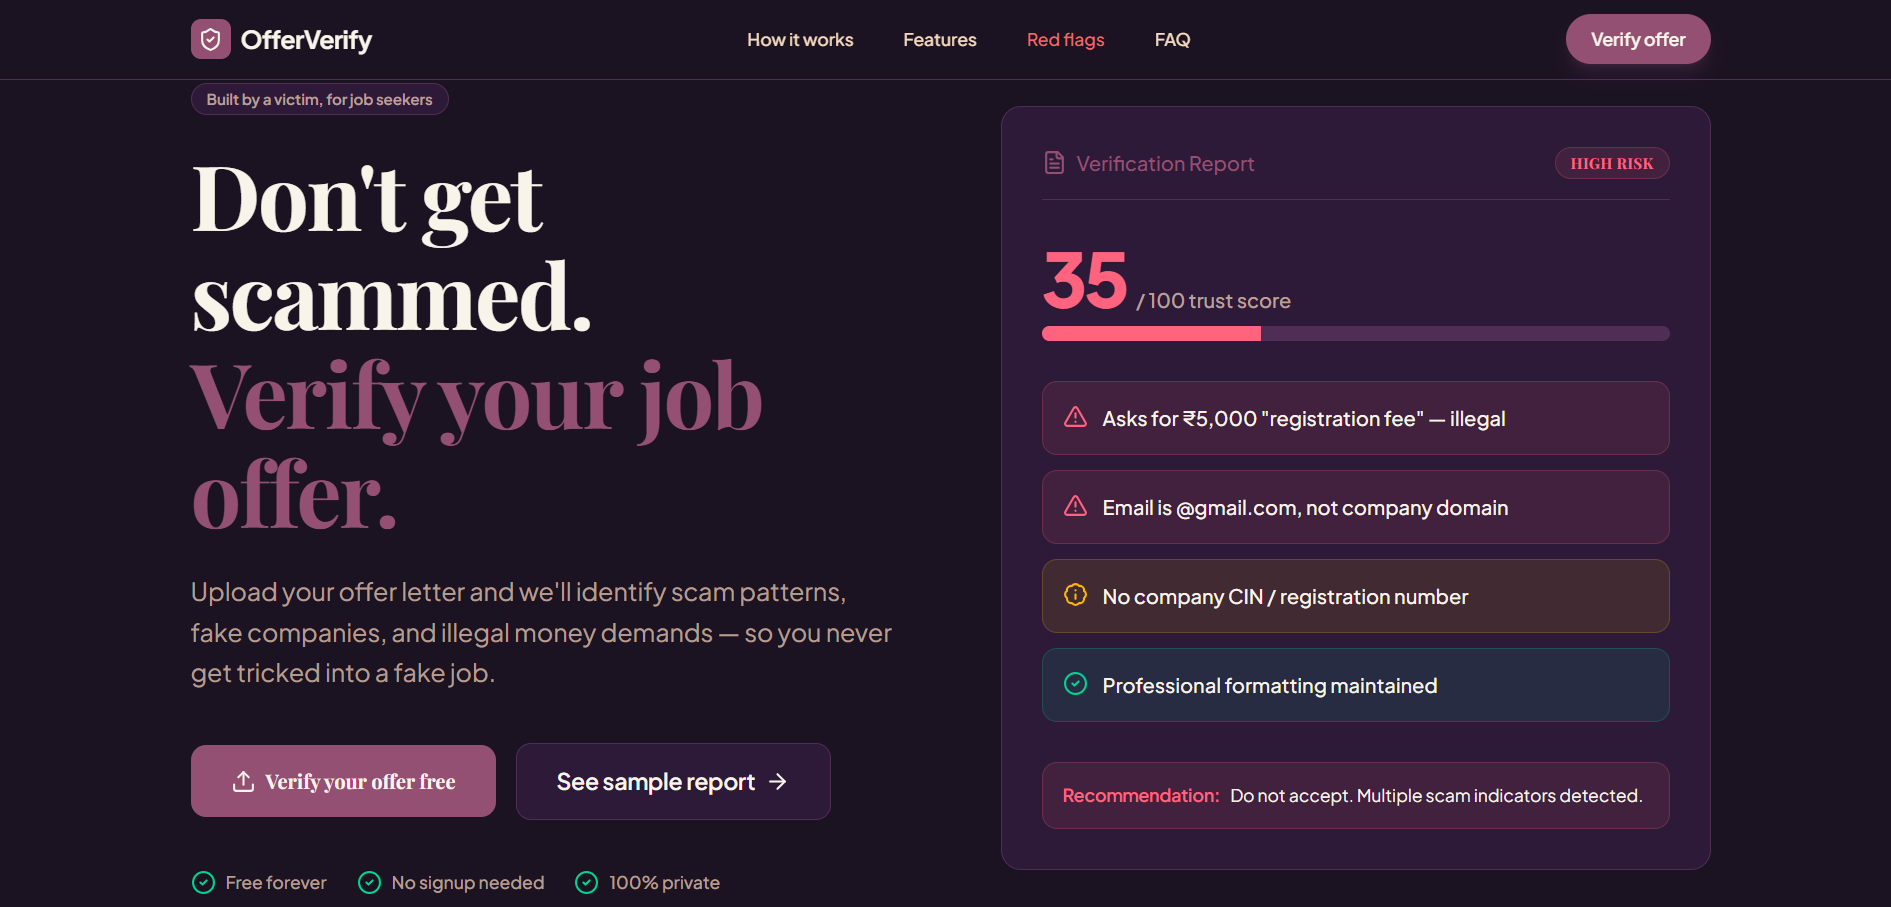 OfferVerify
How it works
Features
Red flags
FAQ
Verify offer
Built by a victim, for job seekers
Don't get
scammed.
Verify your job
offer.
Upload your offer letter and we'll identify scam patterns,
fake companies, and illegal money demands — so you never
get tricked into a fake job.
Verify your offer free
See sample report →
Free forever
No signup needed
100% private
Verification Report
HIGH RISK
35 / 100 trust score
Asks for ₹5,000 "registration fee" — illegal
Email is @gmail.com, not company domain
No company CIN / registration number
Professional formatting maintained
Recommendation: Do not accept. Multiple scam indicators detected.